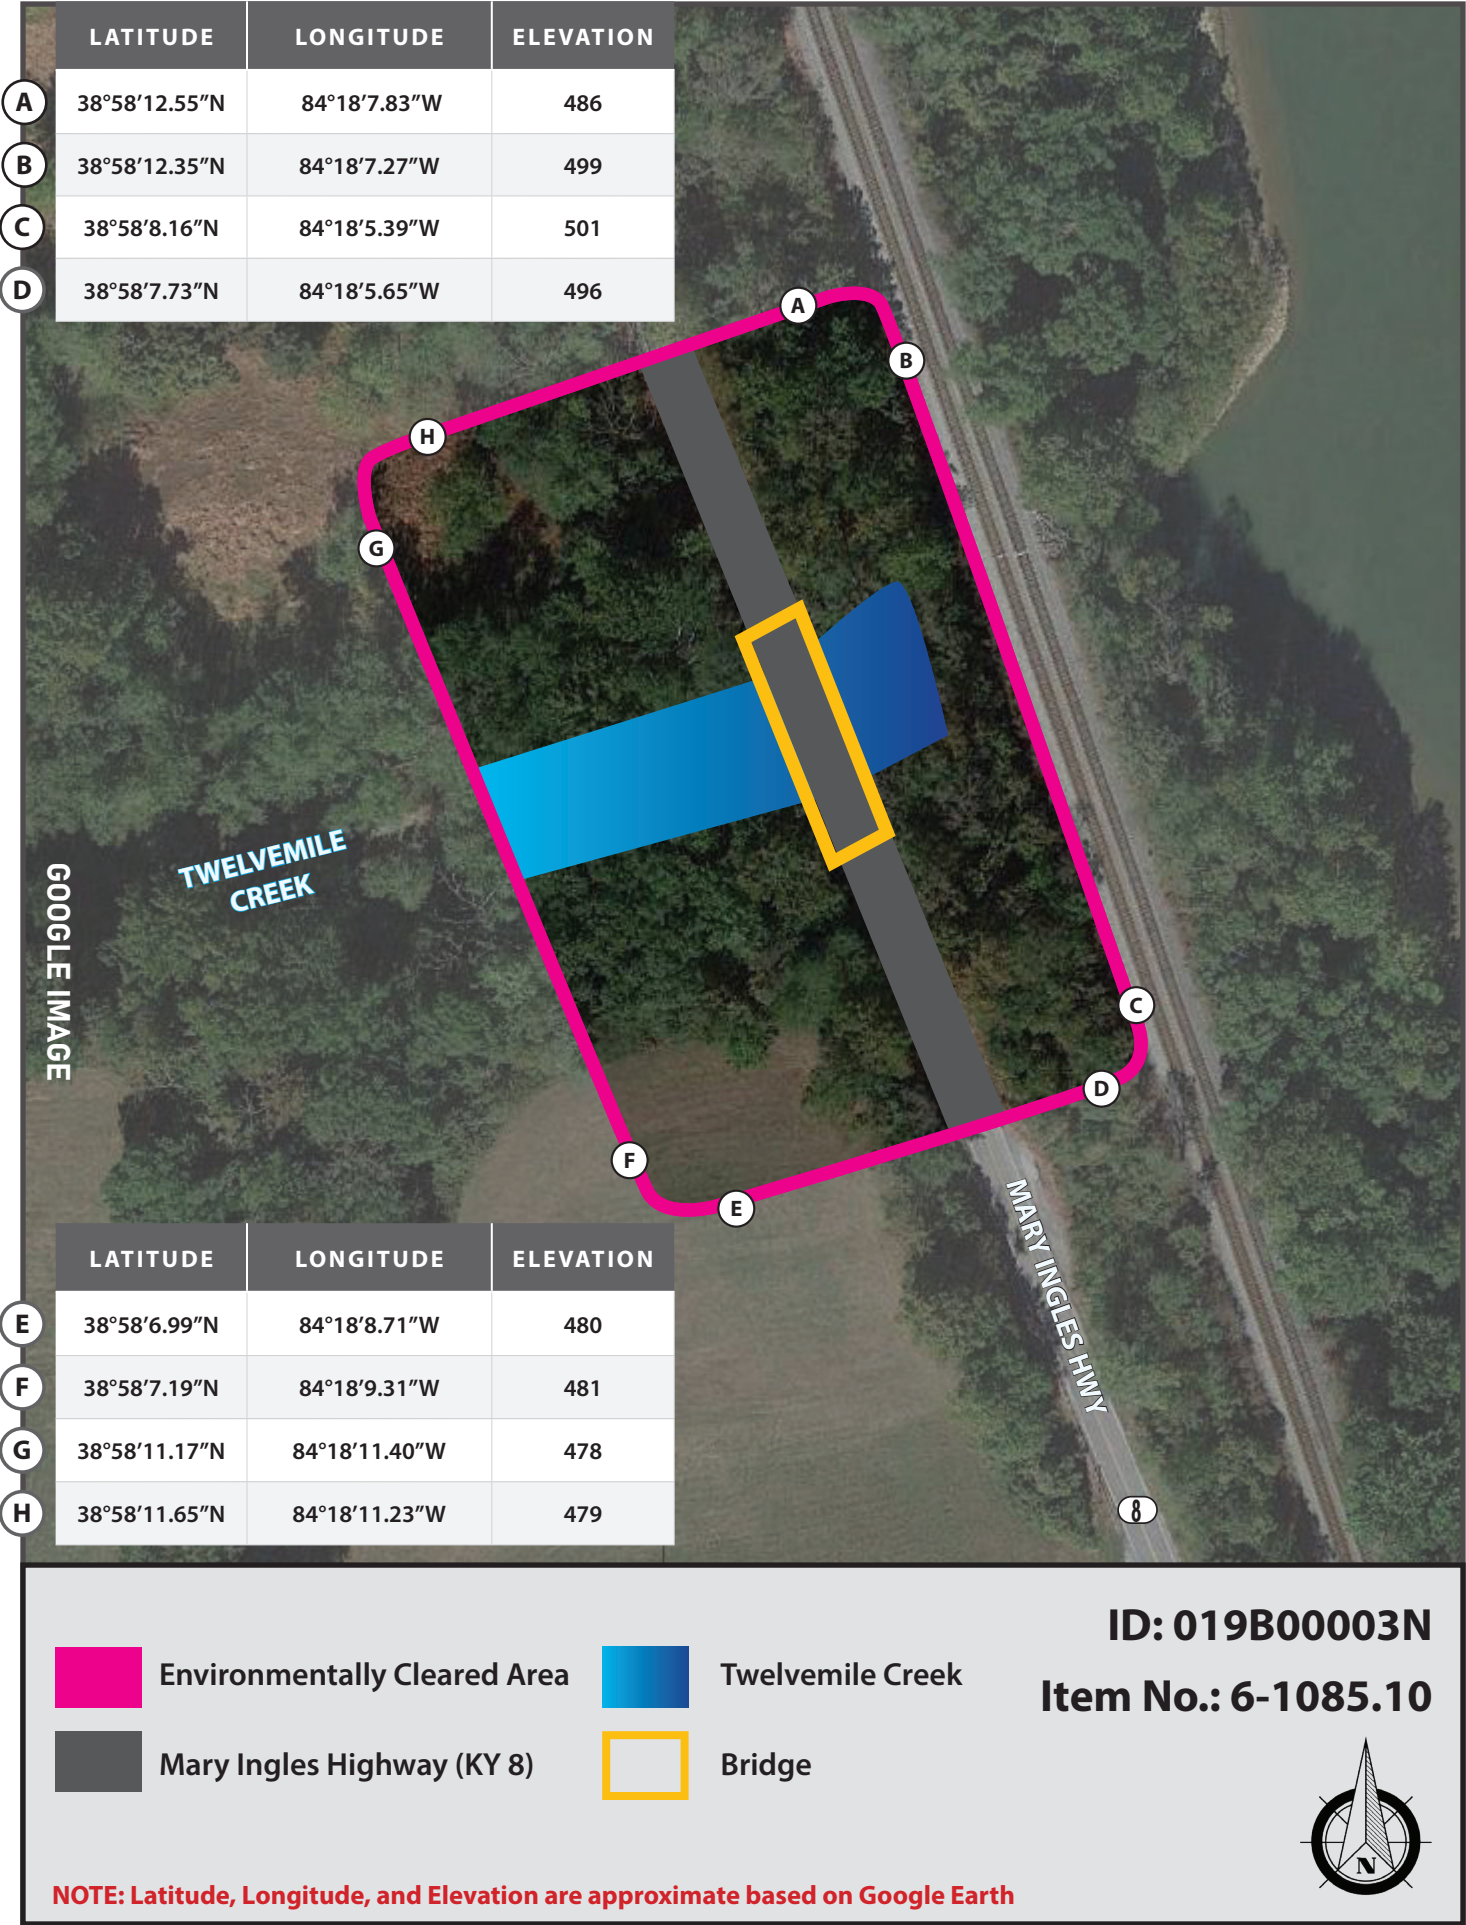 LATITUDE LONGITUDE ELEVATION
A 38°58′12.55″N 84°18′7.83″W 486
B 38°58′12.35″N 84°18′7.27″W 499
C 38°58′8.16″N 84°18′5.39″W 501
D 38°58′7.73″N 84°18′5.65″W 496
A
B
H
G
TWELVEMILE
CREEK
GOOGLE IMAGE
C
D
F
E
MARY INGLES HWY
8
LATITUDE LONGITUDE ELEVATION
E 38°58′6.99″N 84°18′8.71″W 480
F 38°58′7.19″N 84°18′9.31″W 481
G 38°58′11.17″N 84°18′11.40″W 478
H 38°58′11.65″N 84°18′11.23″W 479
ID: 019B00003N
Item No.: 6-1085.10
Environmentally Cleared Area
Twelvemile Creek
Mary Ingles Highway (KY 8)
Bridge
N
NOTE: Latitude, Longitude, and Elevation are approximate based on Google Earth